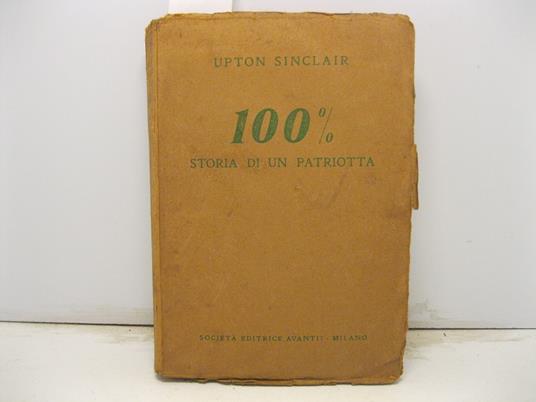 UPTON SINCLAIR
100%
STORIA DI UN PATRIOTTA
SOCIETÀ EDITRICE AVANTI! - MILANO